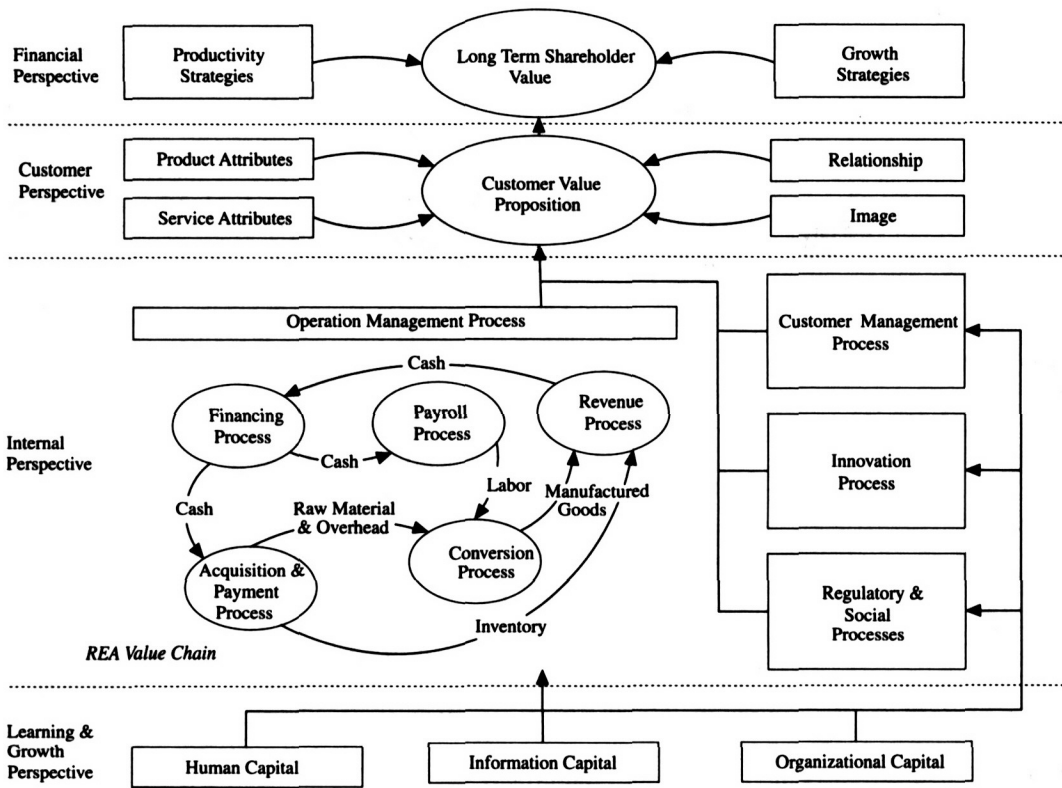 Financial
Perspective
Productivity
Strategies
Long Term Shareholder
Value
Growth
Strategies
Customer
Perspective
Product Attributes
Service Attributes
Customer Value
Proposition
Relationship
Image
Operation Management Process
Customer Management
Process
Internal
Perspective
Cash
Financing
Process
Payroll
Process
Revenue
Process
Cash
Cash
Labor
Manufactured
Goods
Raw Material
& Overhead
Conversion
Process
Acquisition &
Payment
Process
Inventory
REA Value Chain
Innovation
Process
Regulatory &
Social
Processes
Learning &
Growth
Perspective
Human Capital
Information Capital
Organizational Capital